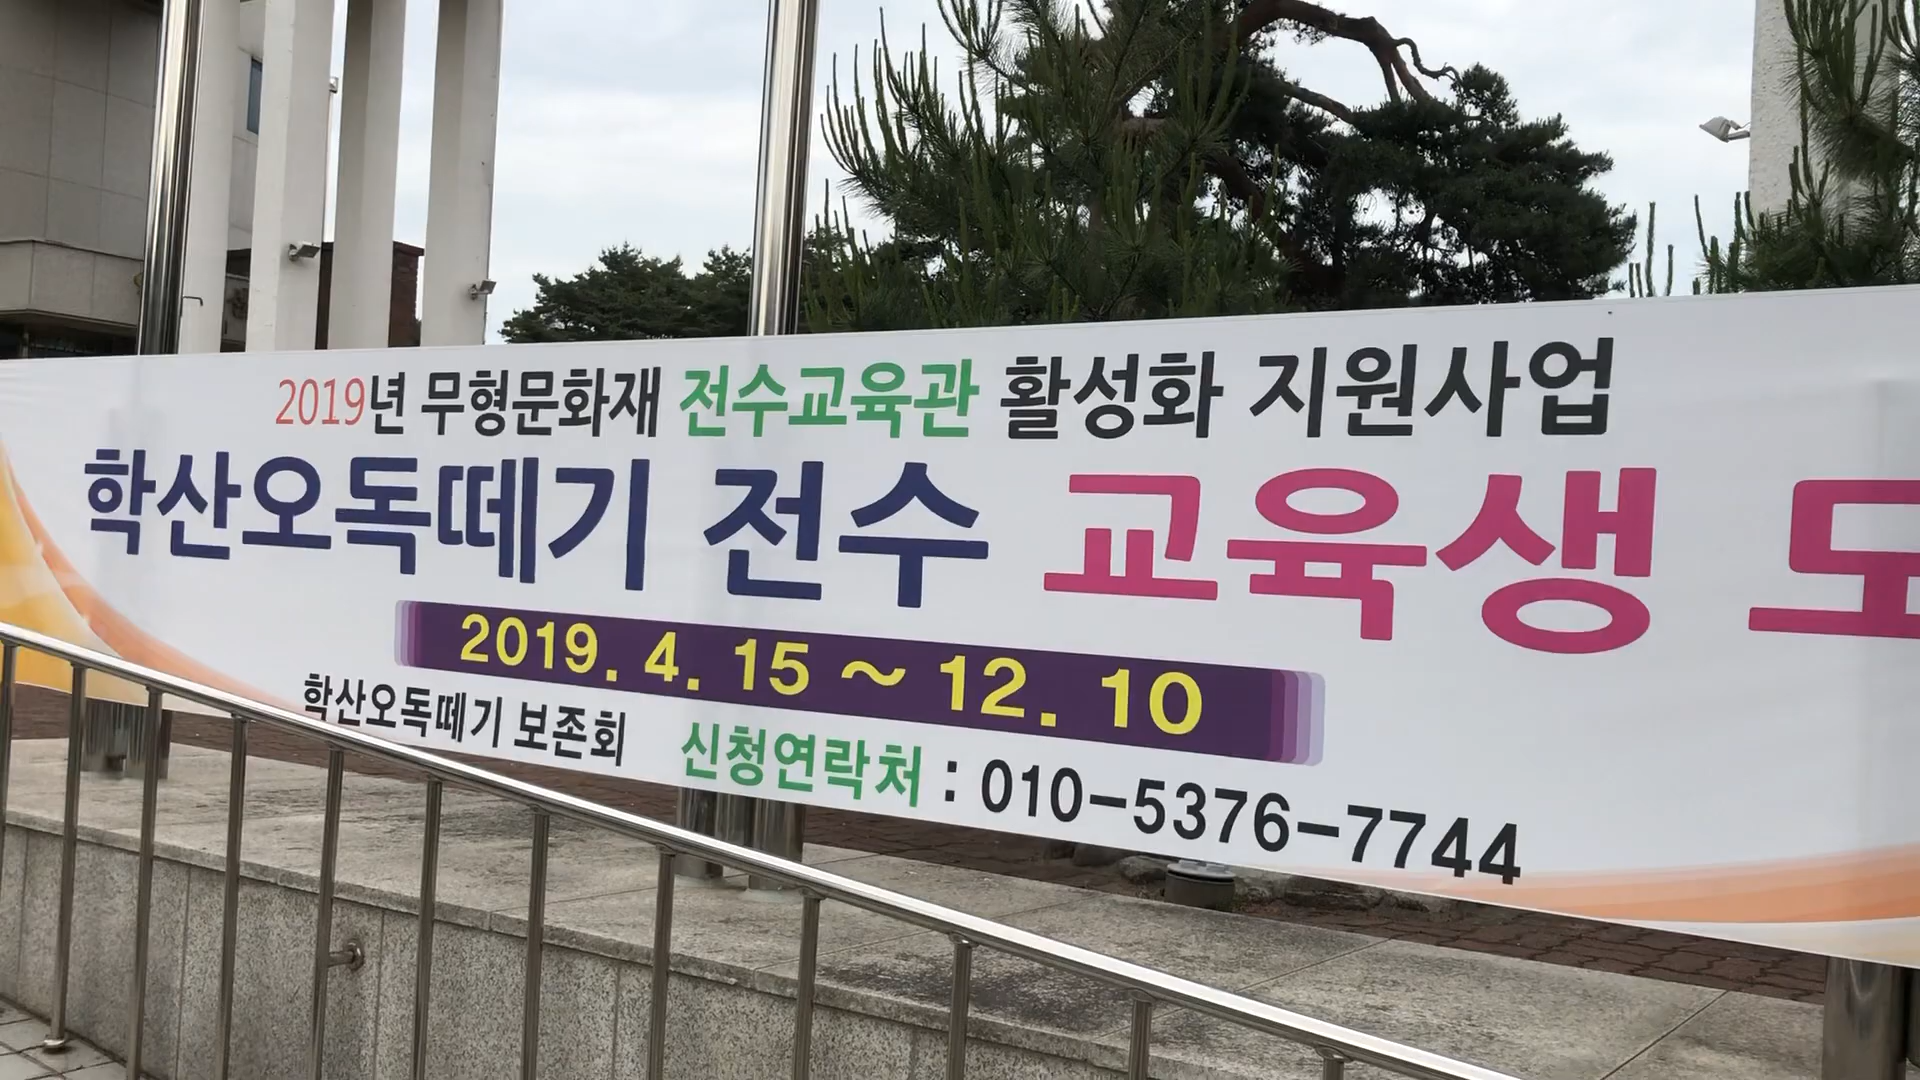 2019년 무형문화재 전수교육관 활성화 지원사업
학산오독떼기 전수 교육생
2019. 4. 15 ~ 12. 10
학산오독떼기 보존회 신청연락처 : 010-5376-7744